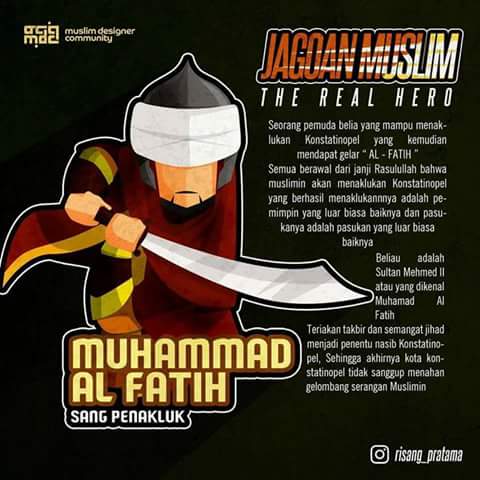 muslim designer
community
JAGOAN MUSLIM
THE REAL HERO
Seorang pemuda belia yang mampu menak-
lukan Konstatinopel yang kemudian
mendapat gelar “ AL - FATIH ”
Semua berawal dari janji Rasulullah bahwa
muslimin akan menaklukan Konstatinopel
yang berhasil menaklukannnya adalah pe-
mimpin yang luar biasa baiknya dan pasu-
kanya adalah pasukan yang luar biasa
baiknya
Beliau adalah
Sultan Mehmed II
atau yang dikenal
Muhamad Al
Fatih
Teriakan takbir dan semangat jihad
menjadi penentu nasib Konstatino-
pel, Sehingga akhirnya kota kon-
statinopel tidak sanggup menahan
gelombang serangan Muslimin
MUHAMMAD
AL FATIH
SANG PENAKLUK
risang_pratama